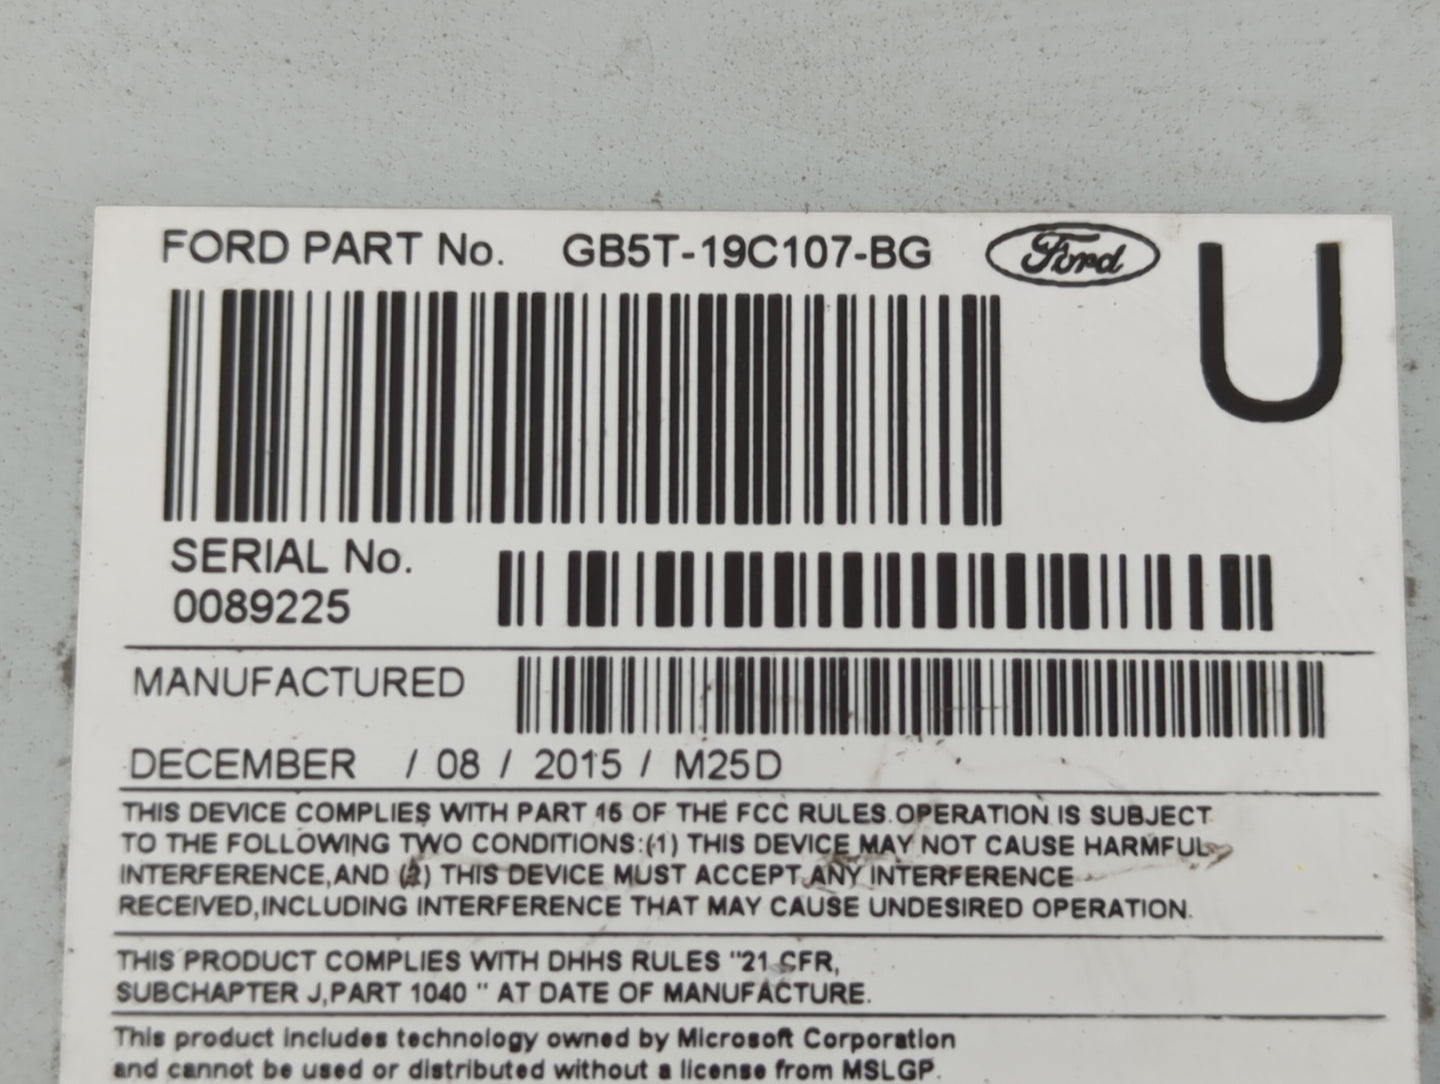 FORD PART No. GB5T-19C107-BG Ford U
SERIAL No.
0089225
MANUFACTURED
DECEMBER / 08 / 2015 / M25D
THIS DEVICE COMPLIES WITH PART 15 OF THE FCC RULES.OPERATION IS SUBJECT
TO THE FOLLOWING TWO CONDITIONS:(1) THIS DEVICE MAY NOT CAUSE HARMFUL
INTERFERENCE,AND (2) THIS DEVICE MUST ACCEPT ANY INTERFERENCE
RECEIVED,INCLUDING INTERFERENCE THAT MAY CAUSE UNDESIRED OPERATION.
THIS PRODUCT COMPLIES WITH DHHS RULES "21 CFR,
SUBCHAPTER J,PART 1040 " AT DATE OF MANUFACTURE.
This product includes technology owned by Microsoft Corporation
and cannot be used or distributed without a license from MSLGP.